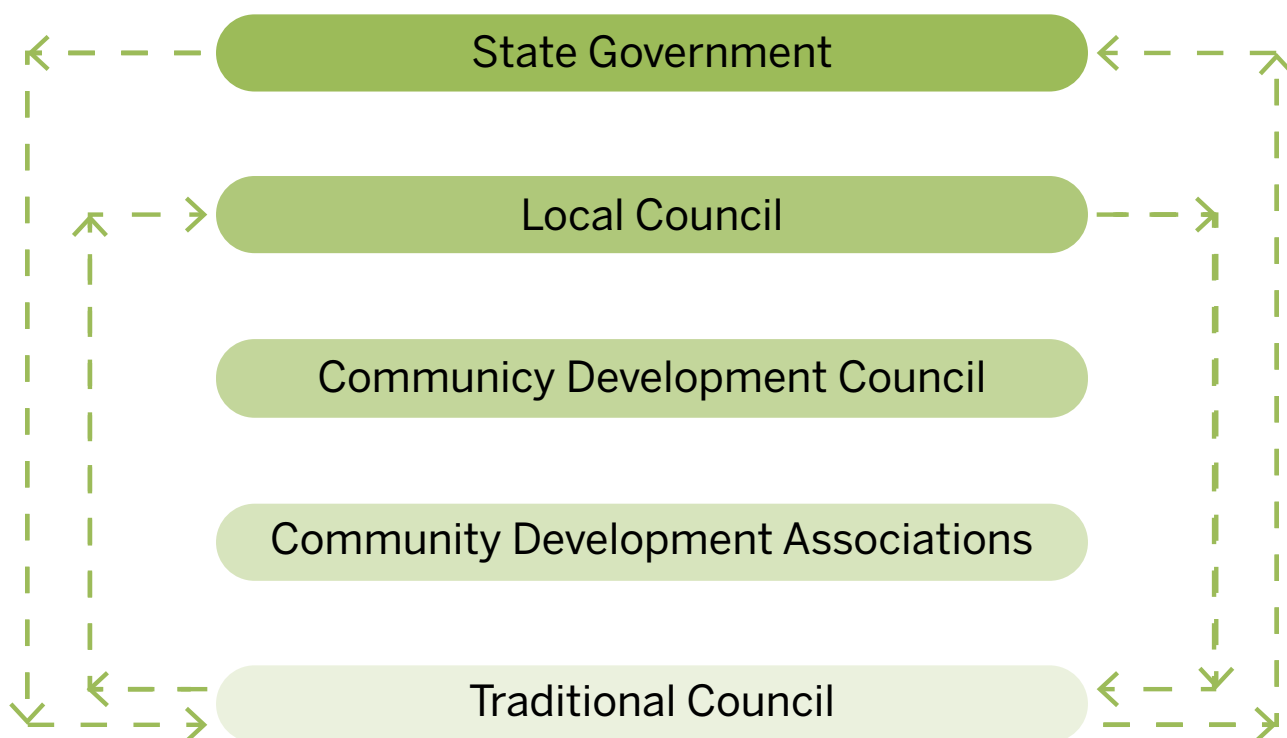 State Government
Local Council
Communicy Development Council
Community Development Associations
Traditional Council